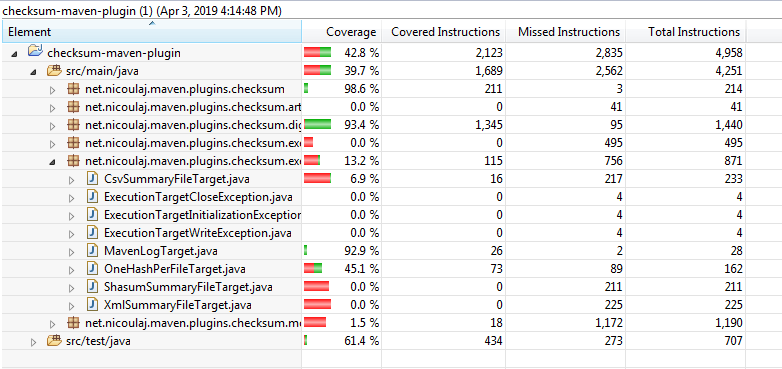 checksum-maven-plugin (1) (Apr 3, 2019 4:14:48 PM)
Element Coverage Covered Instructions Missed Instructions Total Instructions
checksum-maven-plugin 42.8 % 2,123 2,835 4,958
src/main/java 39.7 % 1,689 2,562 4,251
net.nicoulaj.maven.plugins.checksum 98.6 % 211 3 214
net.nicoulaj.maven.plugins.checksum.art 0.0 % 0 41 41
net.nicoulaj.maven.plugins.checksum.dig 93.4 % 1,345 95 1,440
net.nicoulaj.maven.plugins.checksum.exe 0.0 % 0 495 495
net.nicoulaj.maven.plugins.checksum.exe 13.2 % 115 756 871
CsvSummaryFileTarget.java 6.9 % 16 217 233
ExecutionTargetCloseException.java 0.0 % 0 4 4
ExecutionTargetInitializationException 0.0 % 0 4 4
ExecutionTargetWriteException.java 0.0 % 0 4 4
MavenLogTarget.java 92.9 % 26 2 28
OneHashPerFileTarget.java 45.1 % 73 89 162
ShasumSummaryFileTarget.java 0.0 % 0 211 211
XmlSummaryFileTarget.java 0.0 % 0 225 225
net.nicoulaj.maven.plugins.checksum.mo 1.5 % 18 1,172 1,190
src/test/java 61.4 % 434 273 707